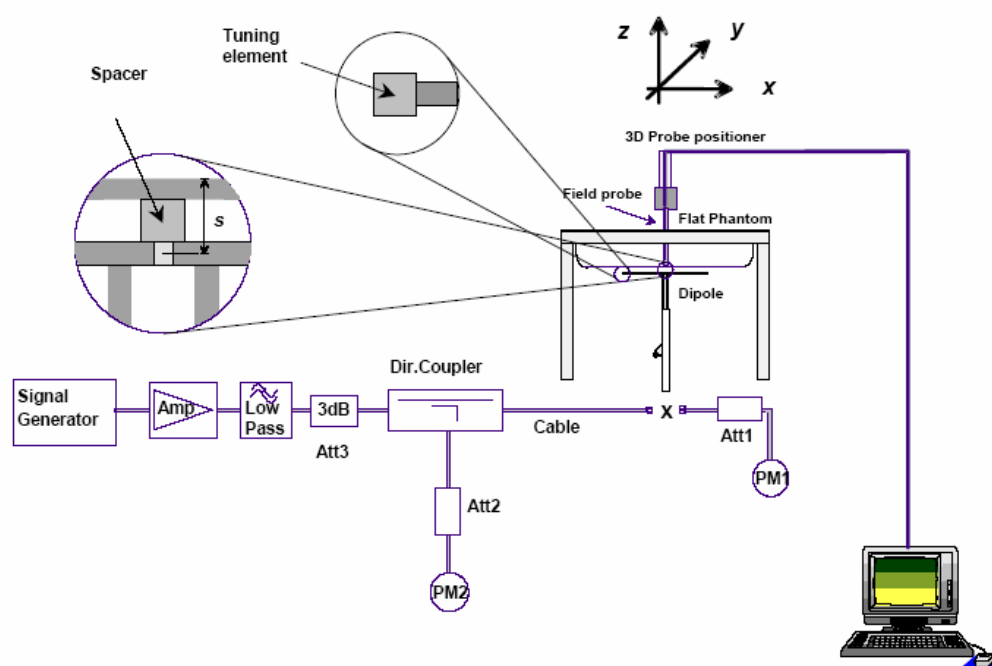 Tuning
element
Spacer
s
z
y
x
3D Probe positioner
Field probe
Flat Phantom
Dipole
Dir.Coupler
Signal
Generator
Amp
Low
Pass
3dB
Att3
Cable
X
Att1
PM1
Att2
PM2